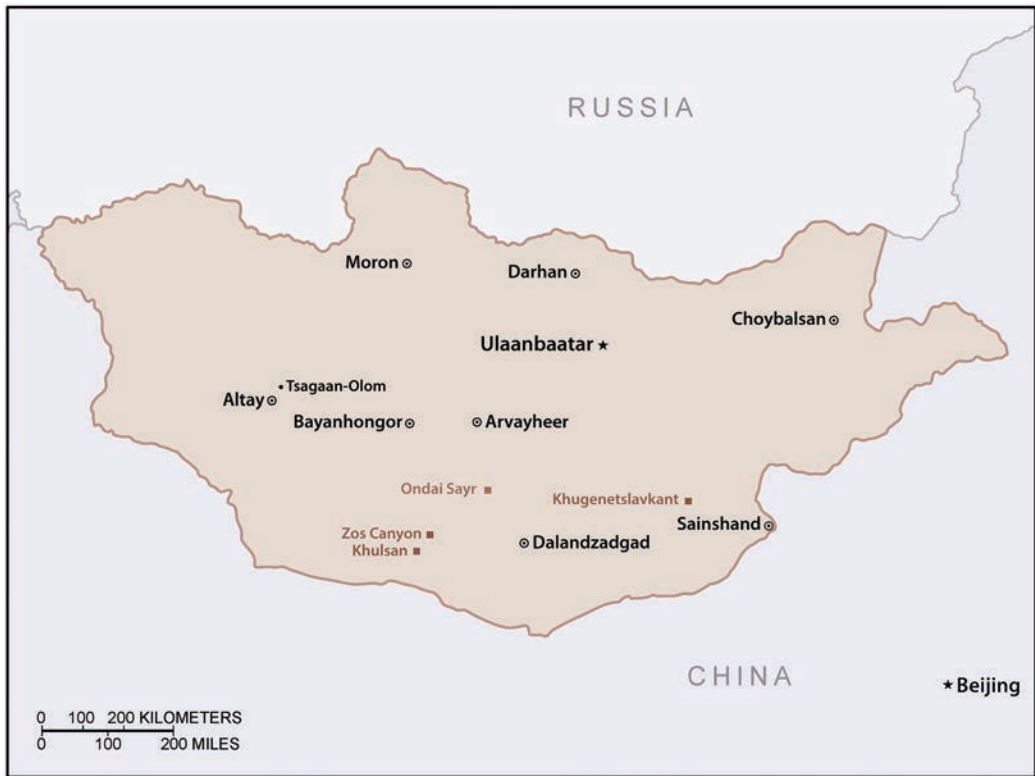 RUSSIA
Moron
Darhan
Choybalsan
Ulaanbaatar
Tsagaan-Olom
Altay
Bayanhongor
Arvayheer
Ondai Sayr
Khugenetslavkant
Sainshand
Zos Canyon
Dalandzadgad
Khulsan
CHINA
Beijing
0 100 200 KILOMETERS
0 100 200 MILES